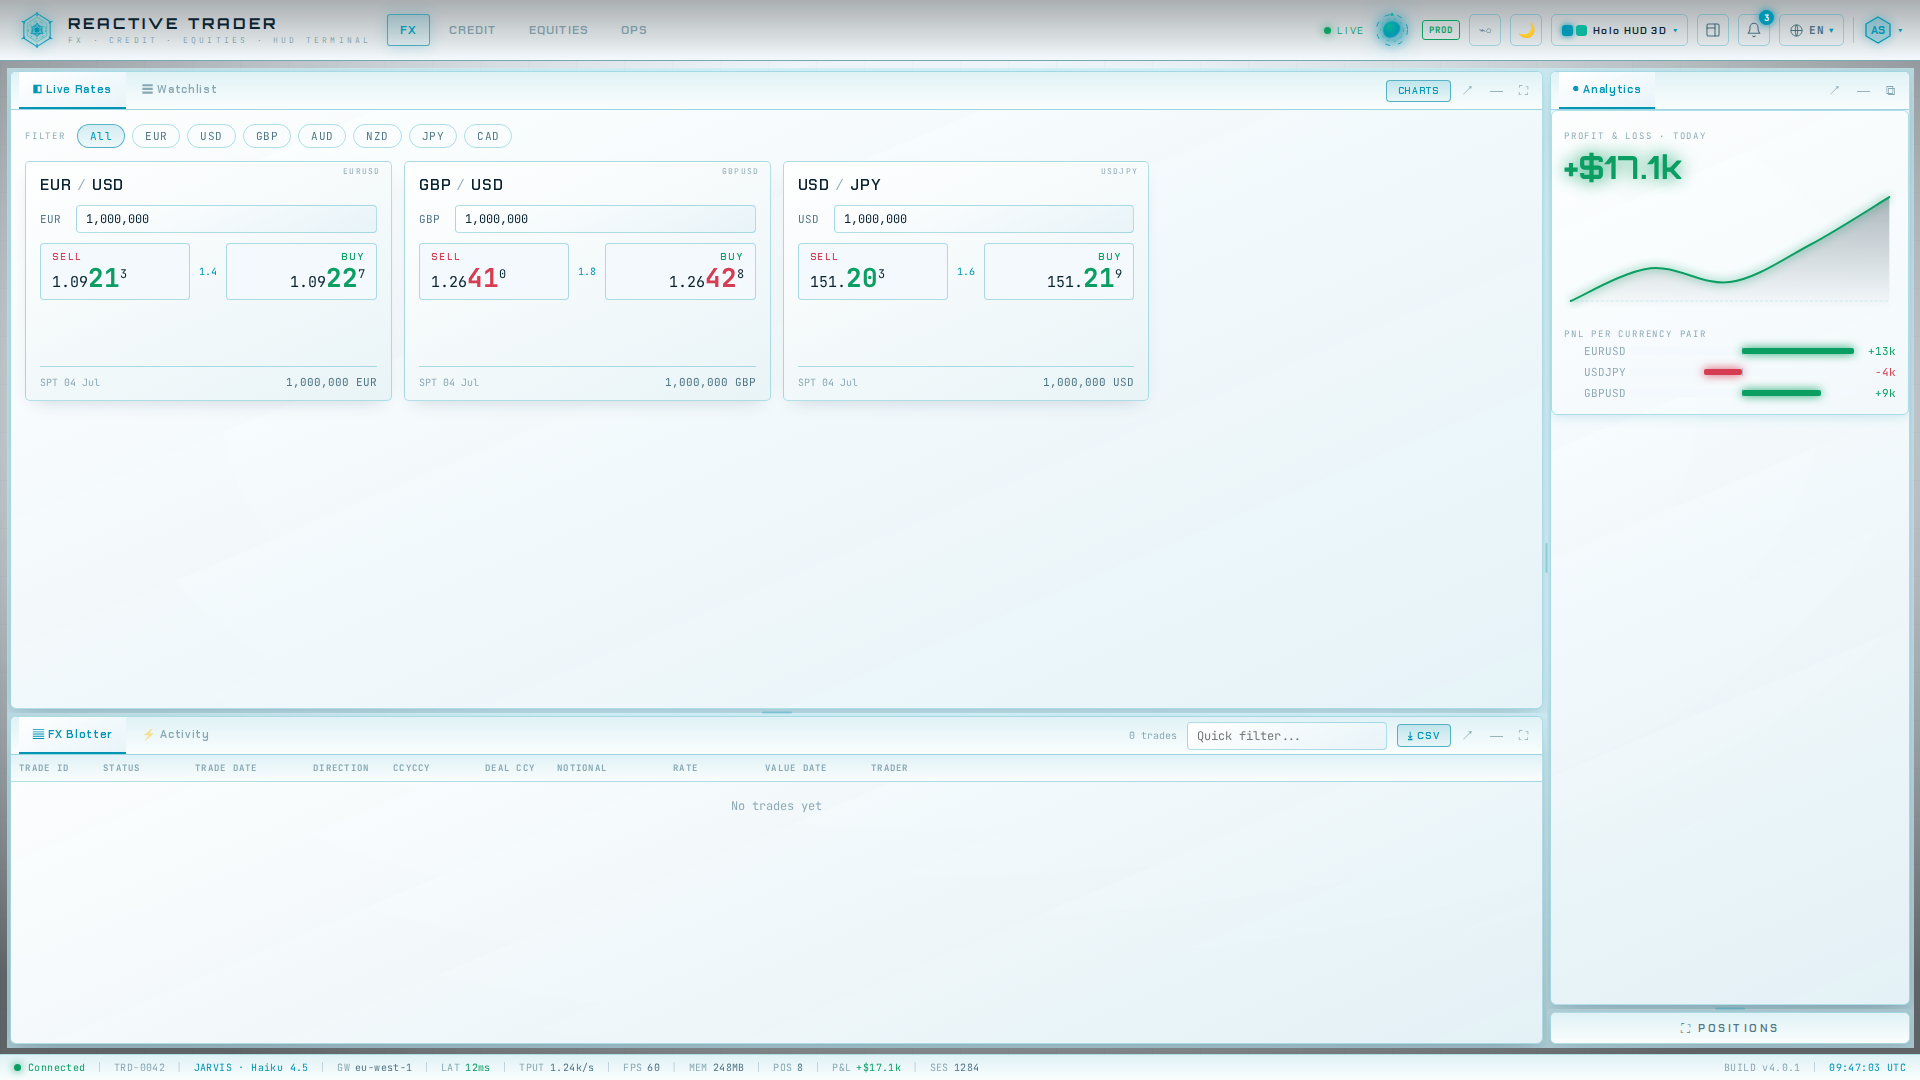 REACTIVE TRADER
FX · CREDIT · EQUITIES · HUD TERMINAL
FX CREDIT EQUITIES OPS
LIVE
PROD
Holo HUD 3D
3
EN
AS
Live Rates
Watchlist
CHARTS
FILTER All EUR USD GBP AUD NZD JPY CAD
EURUSD
EUR / USD
EUR 1,000,000
SELL
1.09213
1.4
BUY
1.09227
SPT 04 Jul 1,000,000 EUR
GBPUSD
GBP / USD
GBP 1,000,000
SELL
1.26410
1.8
BUY
1.26428
SPT 04 Jul 1,000,000 GBP
USDJPY
USD / JPY
USD 1,000,000
SELL
151.203
1.6
BUY
151.219
SPT 04 Jul 1,000,000 USD
Analytics
PROFIT & LOSS · TODAY
+$17.1k
PNL PER CURRENCY PAIR
EURUSD +13k
USDJPY -4k
GBPUSD +9k
POSITIONS
FX Blotter
Activity
0 trades
Quick filter...
CSV
TRADE ID STATUS TRADE DATE DIRECTION CCYCCY DEAL CCY NOTIONAL RATE VALUE DATE TRADER
No trades yet
Connected TRD-0042 JARVIS · Haiku 4.5 GW eu-west-1 LAT 12ms TPUT 1.24k/s FPS 60 MEM 248MB POS 8 P&L +$17.1k SES 1284 BUILD v4.0.1 09:47:03 UTC